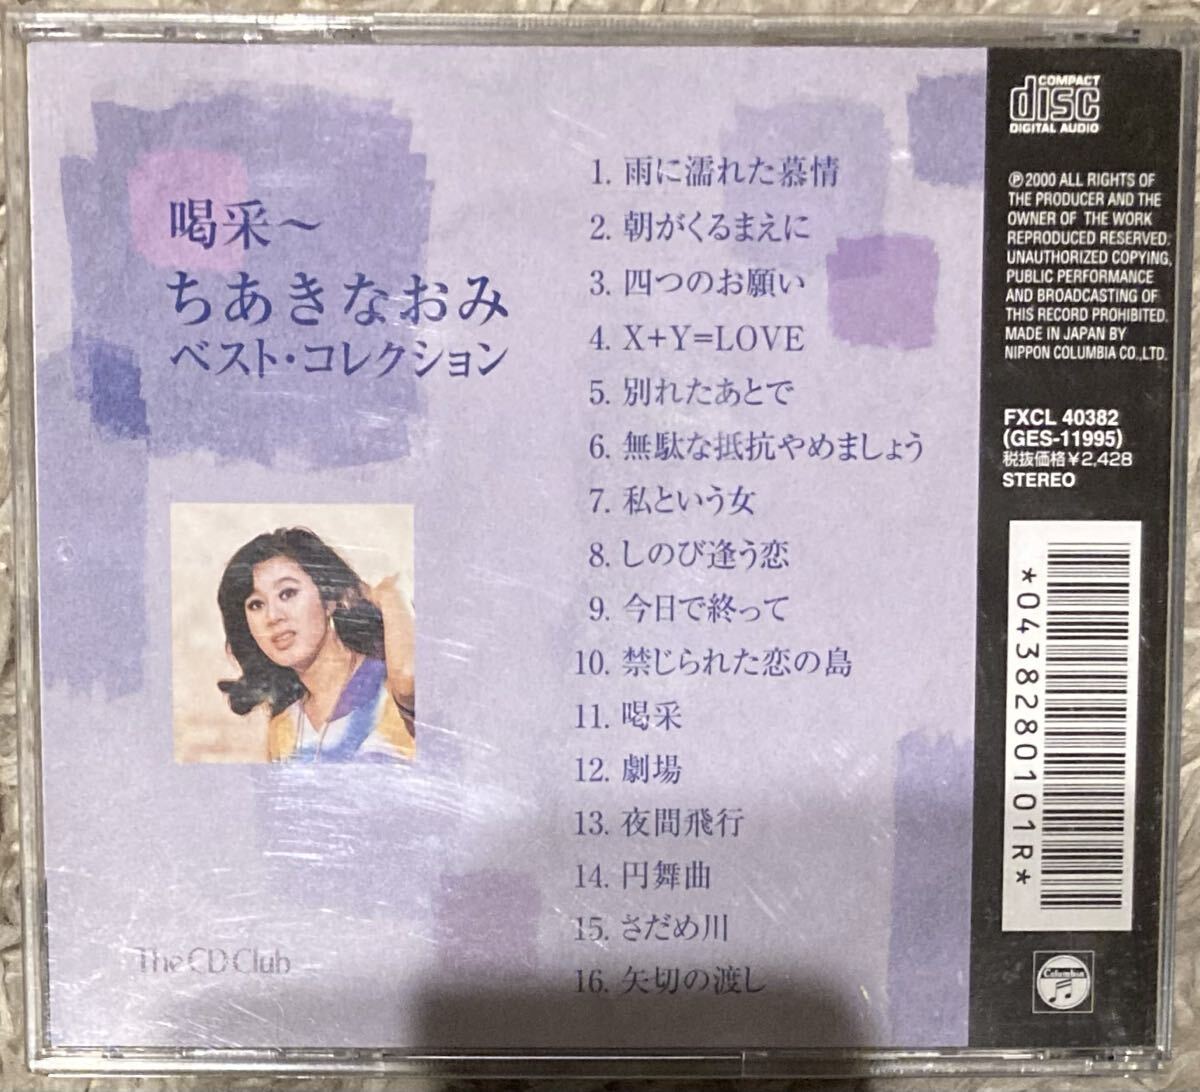 喝采～
ちあきなおみ
ベスト・コレクション
1. 雨に濡れた慕情
2. 朝がくるまえに
3. 四つのお願い
4. X+Y=LOVE
5. 別れたあとで
6. 無駄な抵抗やめましょう
7. 私という女
8. しのび逢う恋
9. 今日で終って
10. 禁じられた恋の島
11. 喝采
12. 劇場
13. 夜間飛行
14. 円舞曲
15. さだめ川
16. 矢切の渡し
The CD Club
COMPACT
disc
DIGITAL AUDIO
Ⓟ2000 ALL RIGHTS OF
THE PRODUCER AND THE
OWNER OF THE WORK
REPRODUCED RESERVED.
UNAUTHORIZED COPYING,
PUBLIC PERFORMANCE
AND BROADCASTING OF
THIS RECORD PROHIBITED.
MADE IN JAPAN BY
NIPPON COLUMBIA CO.,LTD.
FXCL 40382
(GES-11995)
税抜価格￥2,428
STEREO
*0438280101R*
Columbia